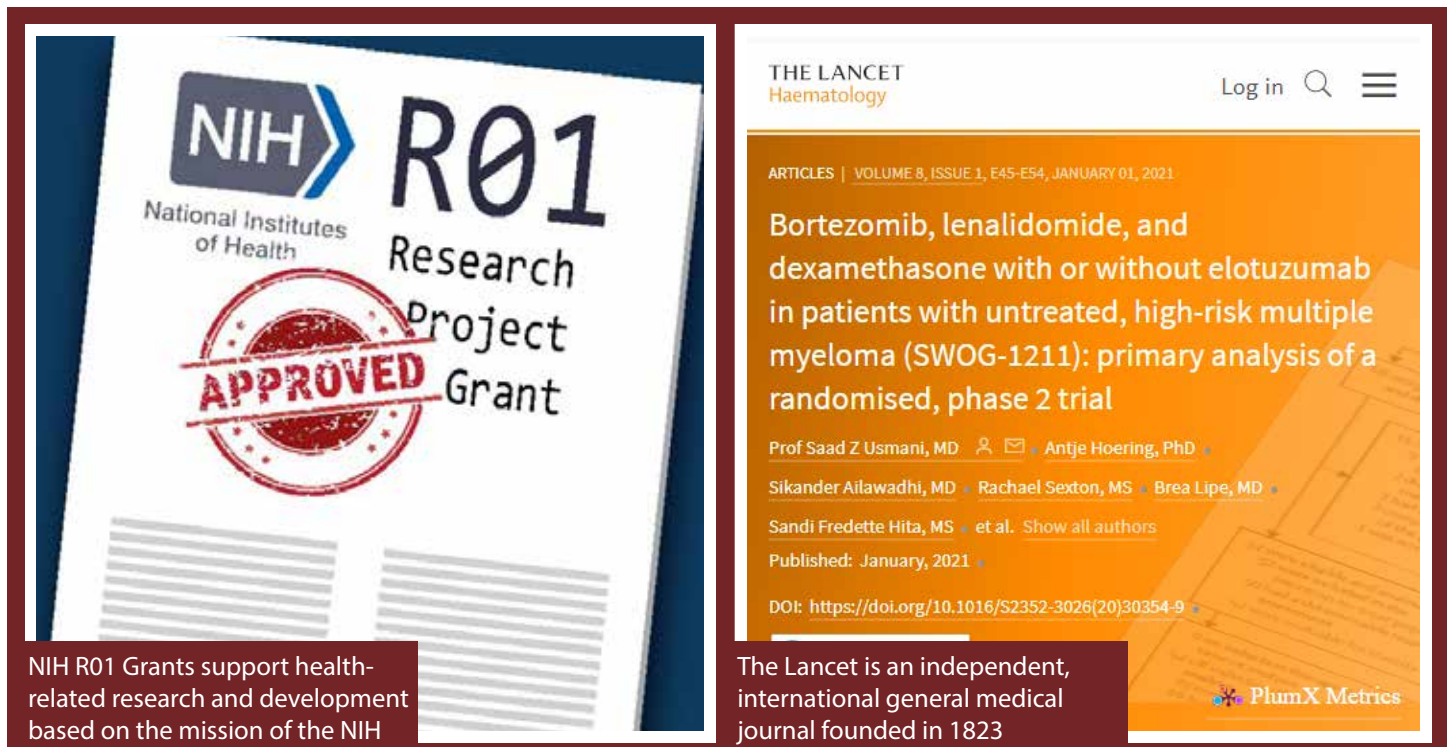 NIH
National Institutes
of Health
R01
Research
Project
Grant
APPROVED
NIH R01 Grants support health-
related research and development
based on the mission of the NIH
THE LANCET
Haematology
Log in
ARTICLES | VOLUME 8, ISSUE 1, E45-E54, JANUARY 01, 2021
Bortezomib, lenalidomide, and
dexamethasone with or without elotuzumab
in patients with untreated, high-risk multiple
myeloma (SWOG-1211): primary analysis of a
randomised, phase 2 trial
Prof Saad Z Usmani, MD • Antje Hoering, PhD •
Sikander Ailawadhi, MD • Rachael Sexton, MS • Brea Lipe, MD •
Sandi Fredette Hita, MS • et al. Show all authors
Published: January, 2021 •
DOI: https://doi.org/10.1016/S2352-3026(20)30354-9 •
PlumX Metrics
The Lancet is an independent,
international general medical
journal founded in 1823